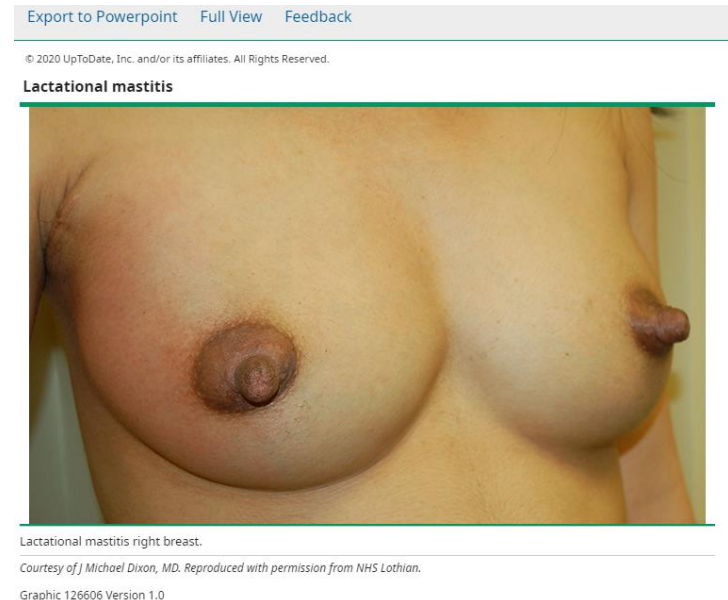 Export to Powerpoint Full View Feedback
© 2020 UpToDate, Inc. and/or its affiliates. All Rights Reserved.
Lactational mastitis
Lactational mastitis right breast.
Courtesy of J Michael Dixon, MD. Reproduced with permission from NHS Lothian.
Graphic 126606 Version 1.0